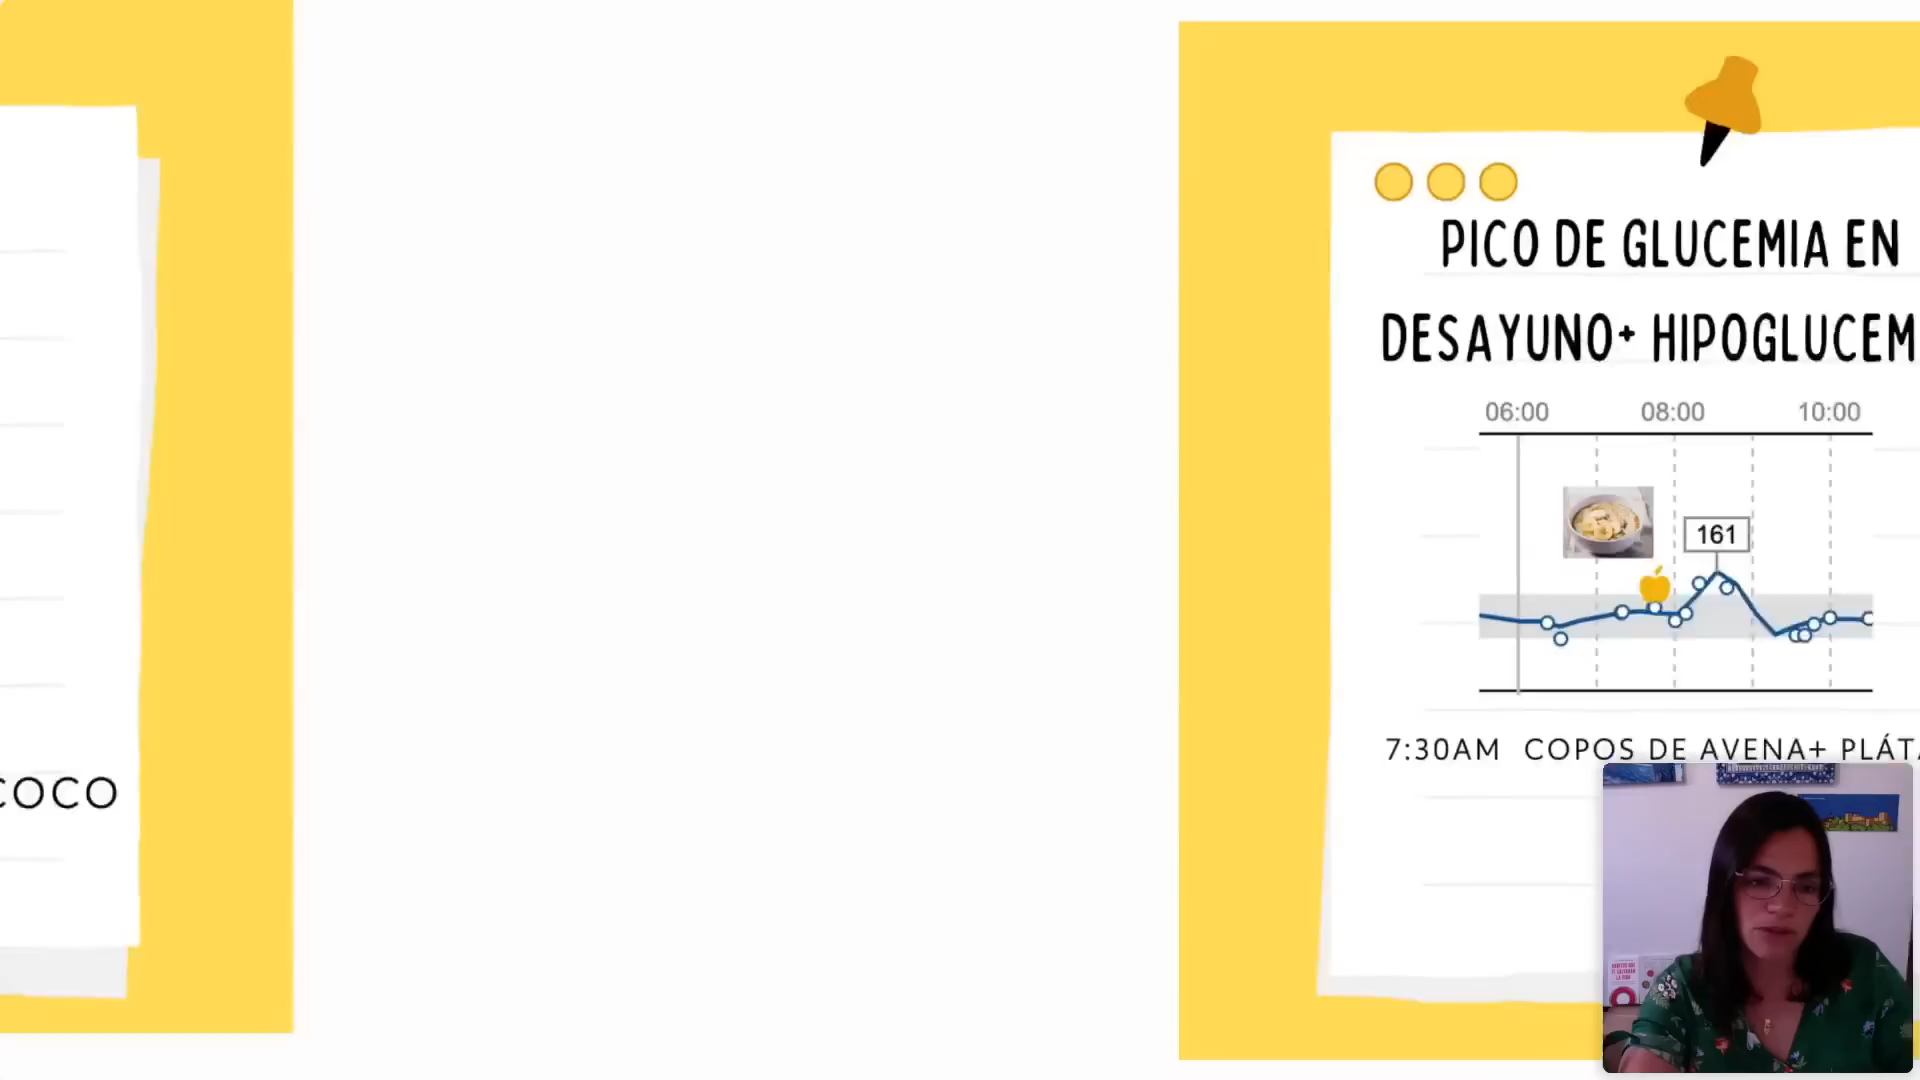 COCO
PICO DE GLUCEMIA EN
DESAYUNO+ HIPOGLUCEM
06:00 08:00 10:00
161
7:30AM COPOS DE AVENA+ PLÁT